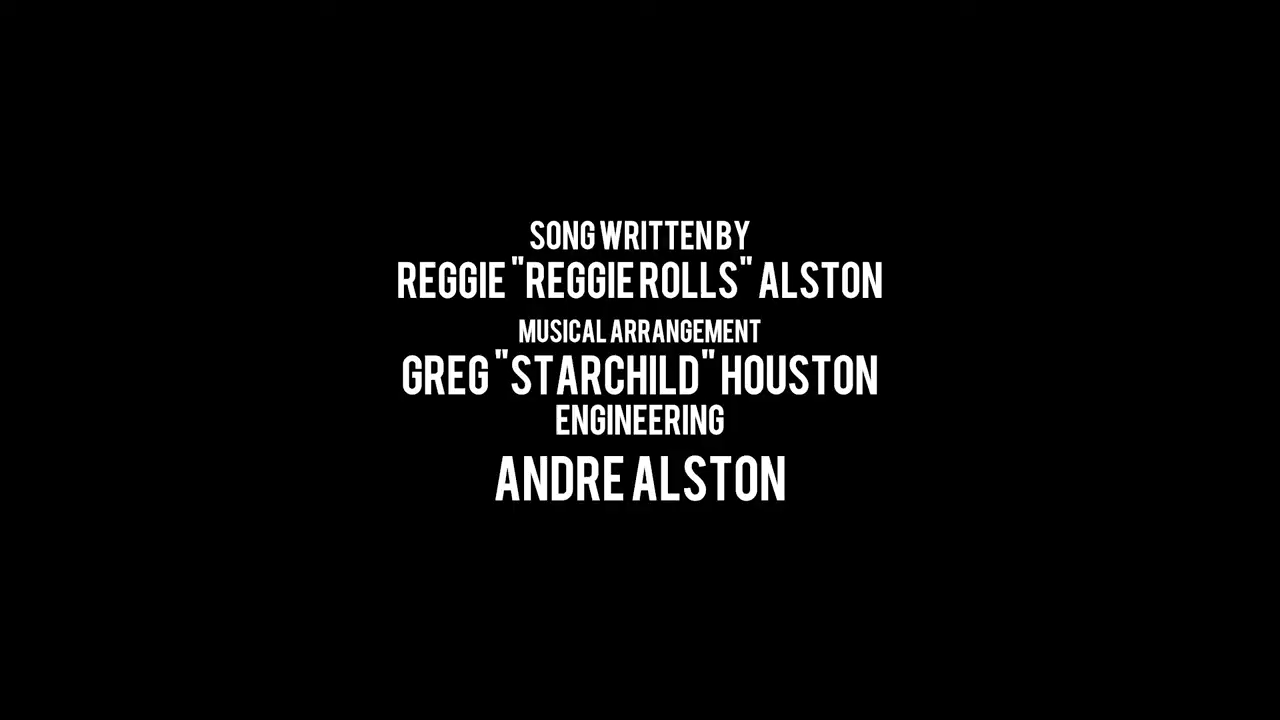 SONG WRITTEN BY
REGGIE "REGGIE ROLLS" ALSTON
MUSICAL ARRANGEMENT
GREG "STARCHILD" HOUSTON
ENGINEERING
ANDRE ALSTON